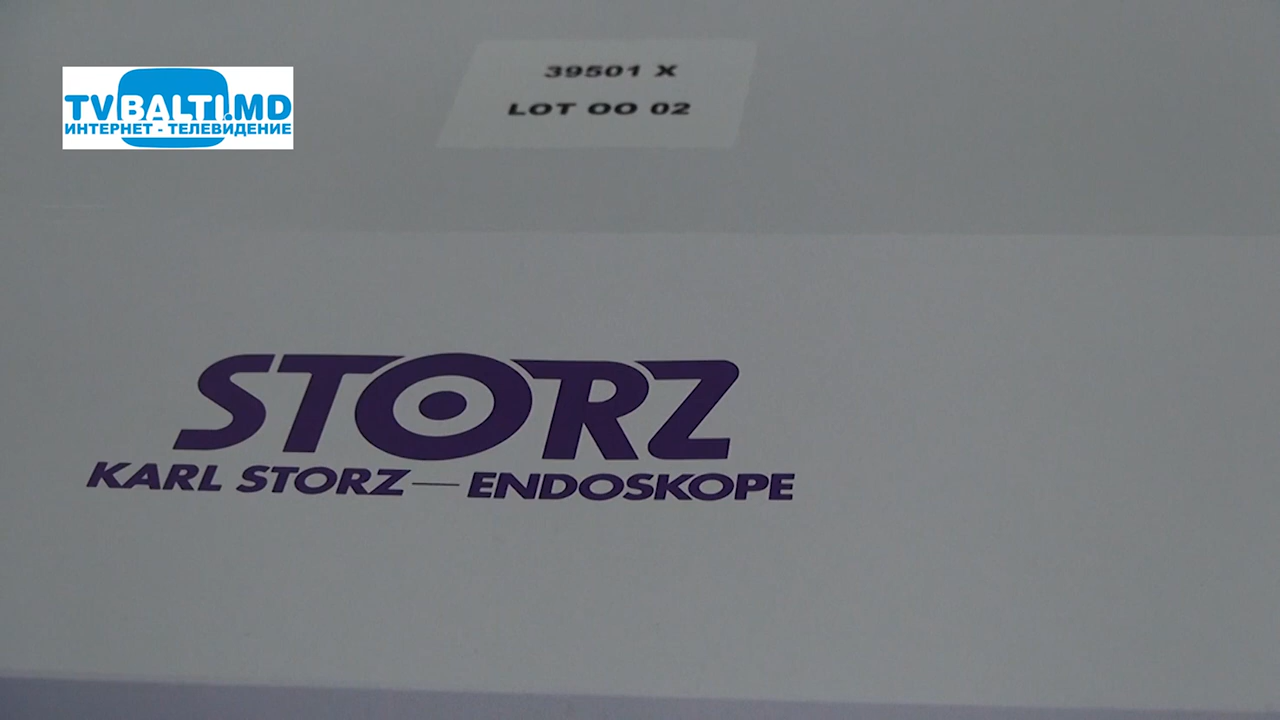 TVBALTI.MD
ИНТЕРНЕТ - ТЕЛЕВИДЕНИЕ
39501 X
LOT OO 02
STORZ
KARL STORZ — ENDOSKOPE